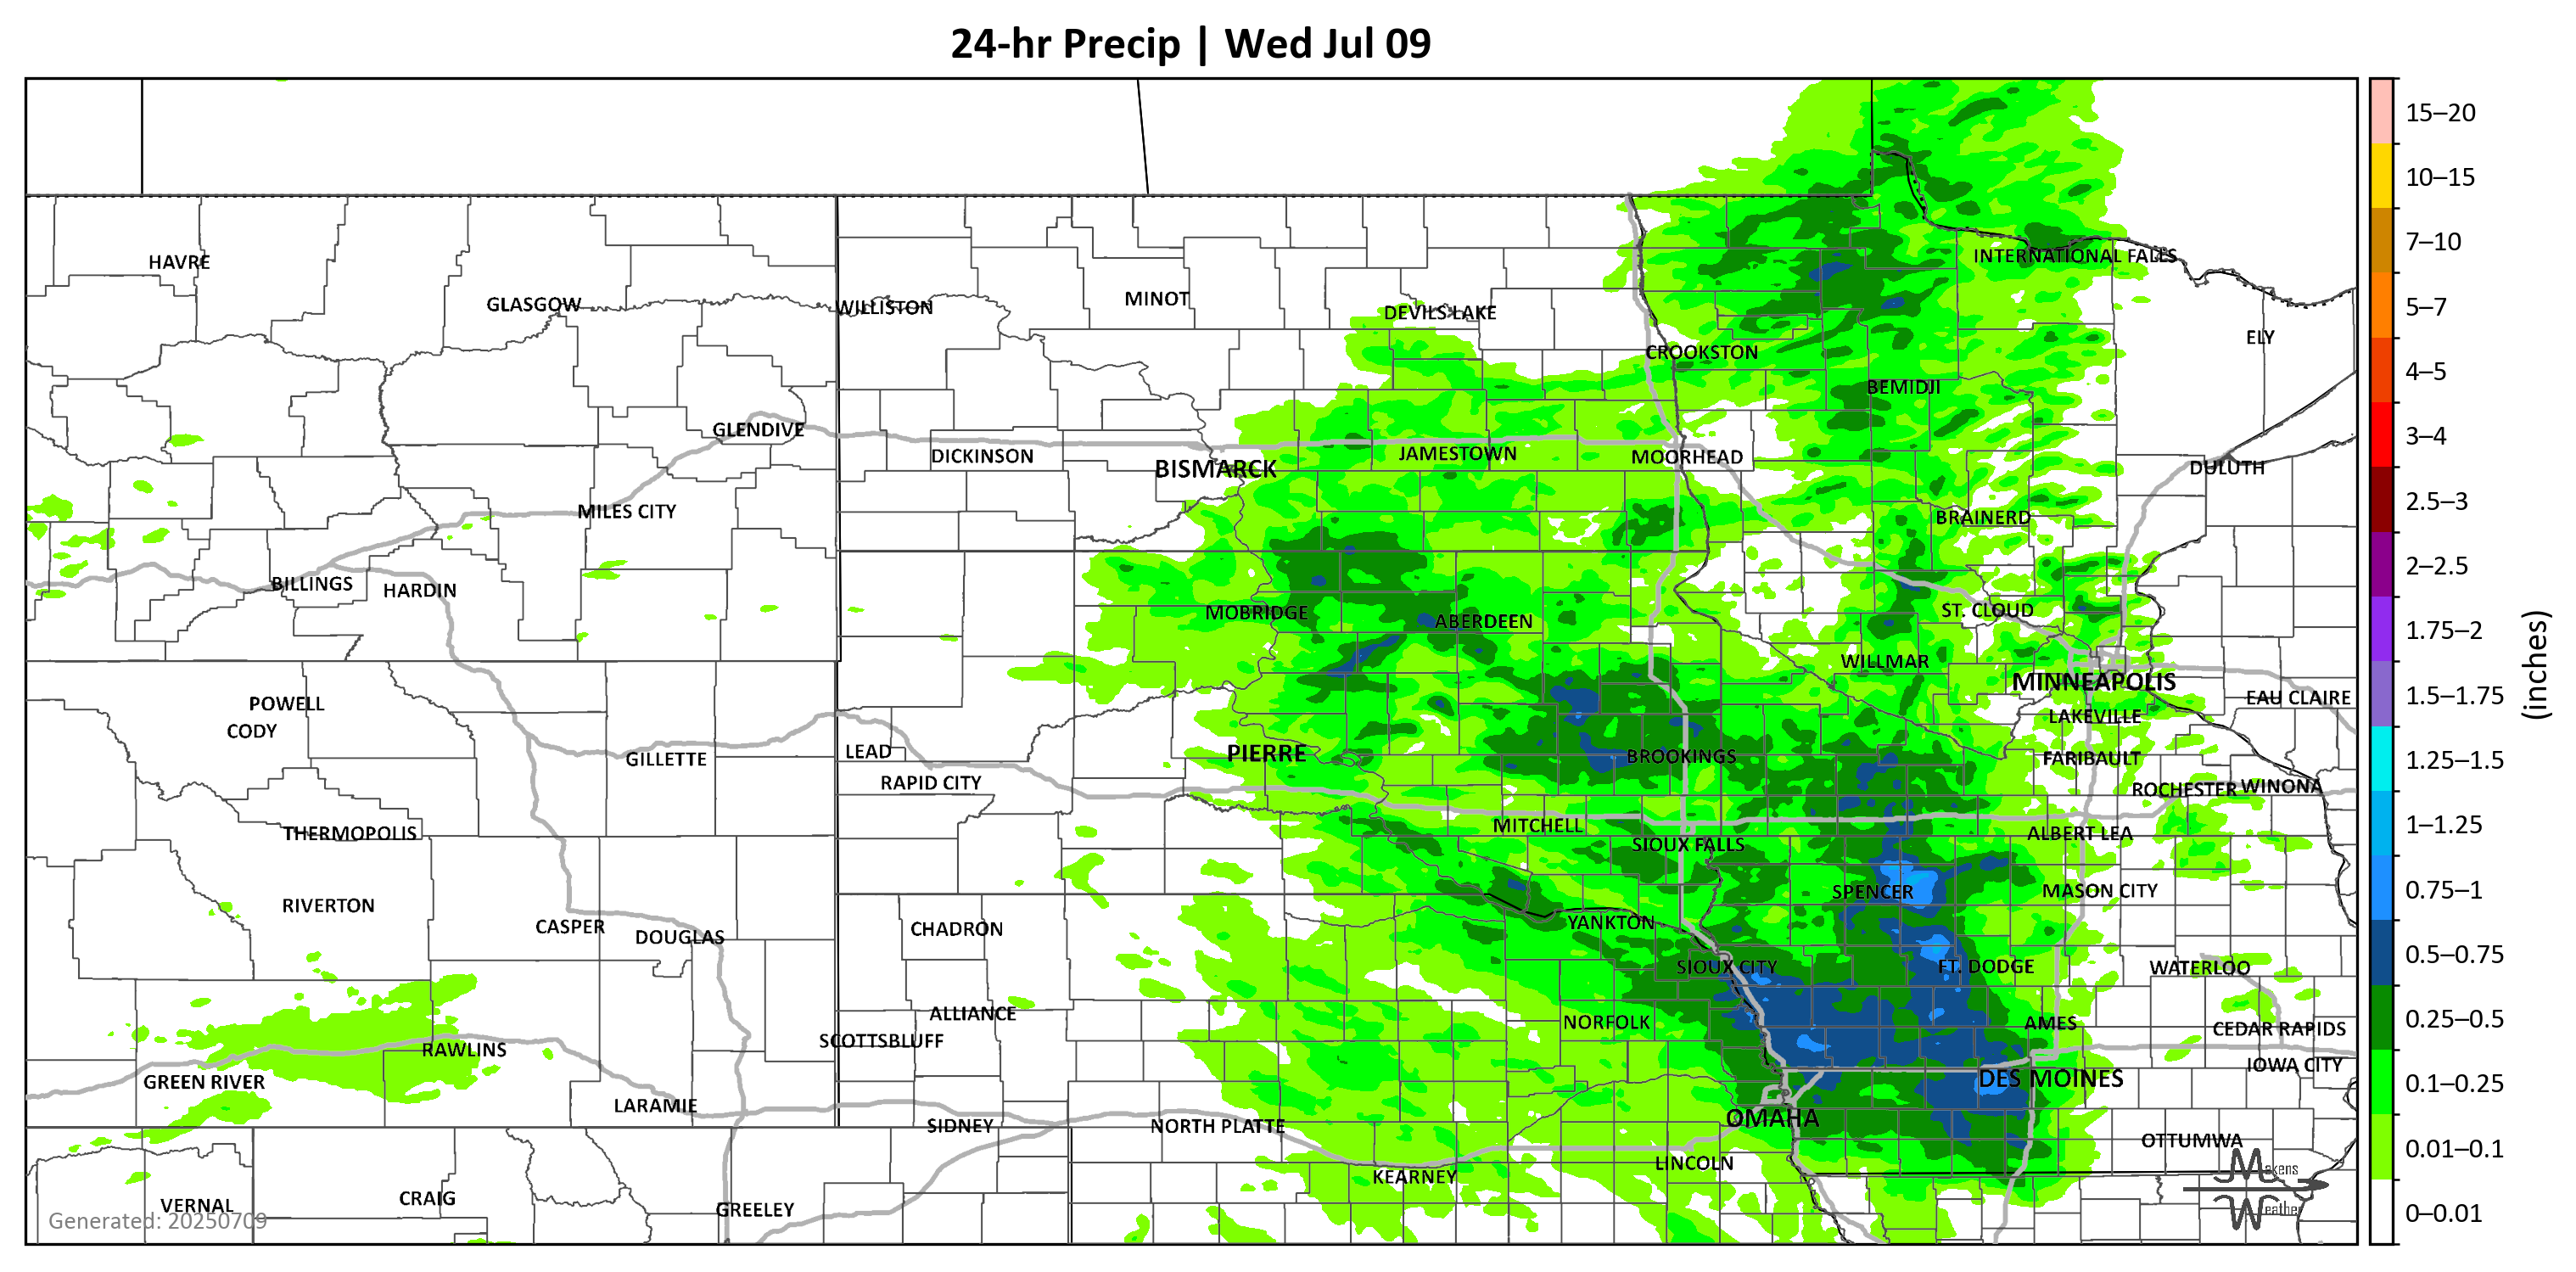 24-hr Precip | Wed Jul 09
15–20
10–15
7–10
5–7
4–5
3–4
2.5–3
2–2.5
1.75–2
1.5–1.75
1.25–1.5
1–1.25
0.75–1
0.5–0.75
0.25–0.5
0.1–0.25
0.01–0.1
0–0.01
(inches)
INTERNATIONAL FALLS
HAVRE
MINOT
GLASGOW
WILLISTON
DEVILS LAKE
ELY
CROOKSTON
BEMIDJI
GLENDIVE
DICKINSON
JAMESTOWN
MOORHEAD
BISMARCK
DULUTH
MILES CITY
BRAINERD
BILLINGS
HARDIN
MOBRIDGE
ABERDEEN
ST. CLOUD
WILLMAR
MINNEAPOLIS
EAU CLAIRE
POWELL
LAKEVILLE
CODY
LEAD
PIERRE
BROOKINGS
GILLETTE
FARIBAULT
RAPID CITY
ROCHESTER
WINONA
MITCHELL
THERMOPOLIS
ALBERT LEA
SIOUX FALLS
SPENCER
MASON CITY
RIVERTON
YANKTON
CASPER
CHADRON
DOUGLAS
SIOUX CITY
FT. DODGE
WATERLOO
ALLIANCE
NORFOLK
AMES
CEDAR RAPIDS
SCOTTSBLUFF
RAWLINS
IOWA CITY
GREEN RIVER
DES MOINES
LARAMIE
OMAHA
SIDNEY
NORTH PLATTE
OTTUMWA
LINCOLN
KEARNEY
CRAIG
VERNAL
GREELEY
Generated: 20250709
Makens
Weather